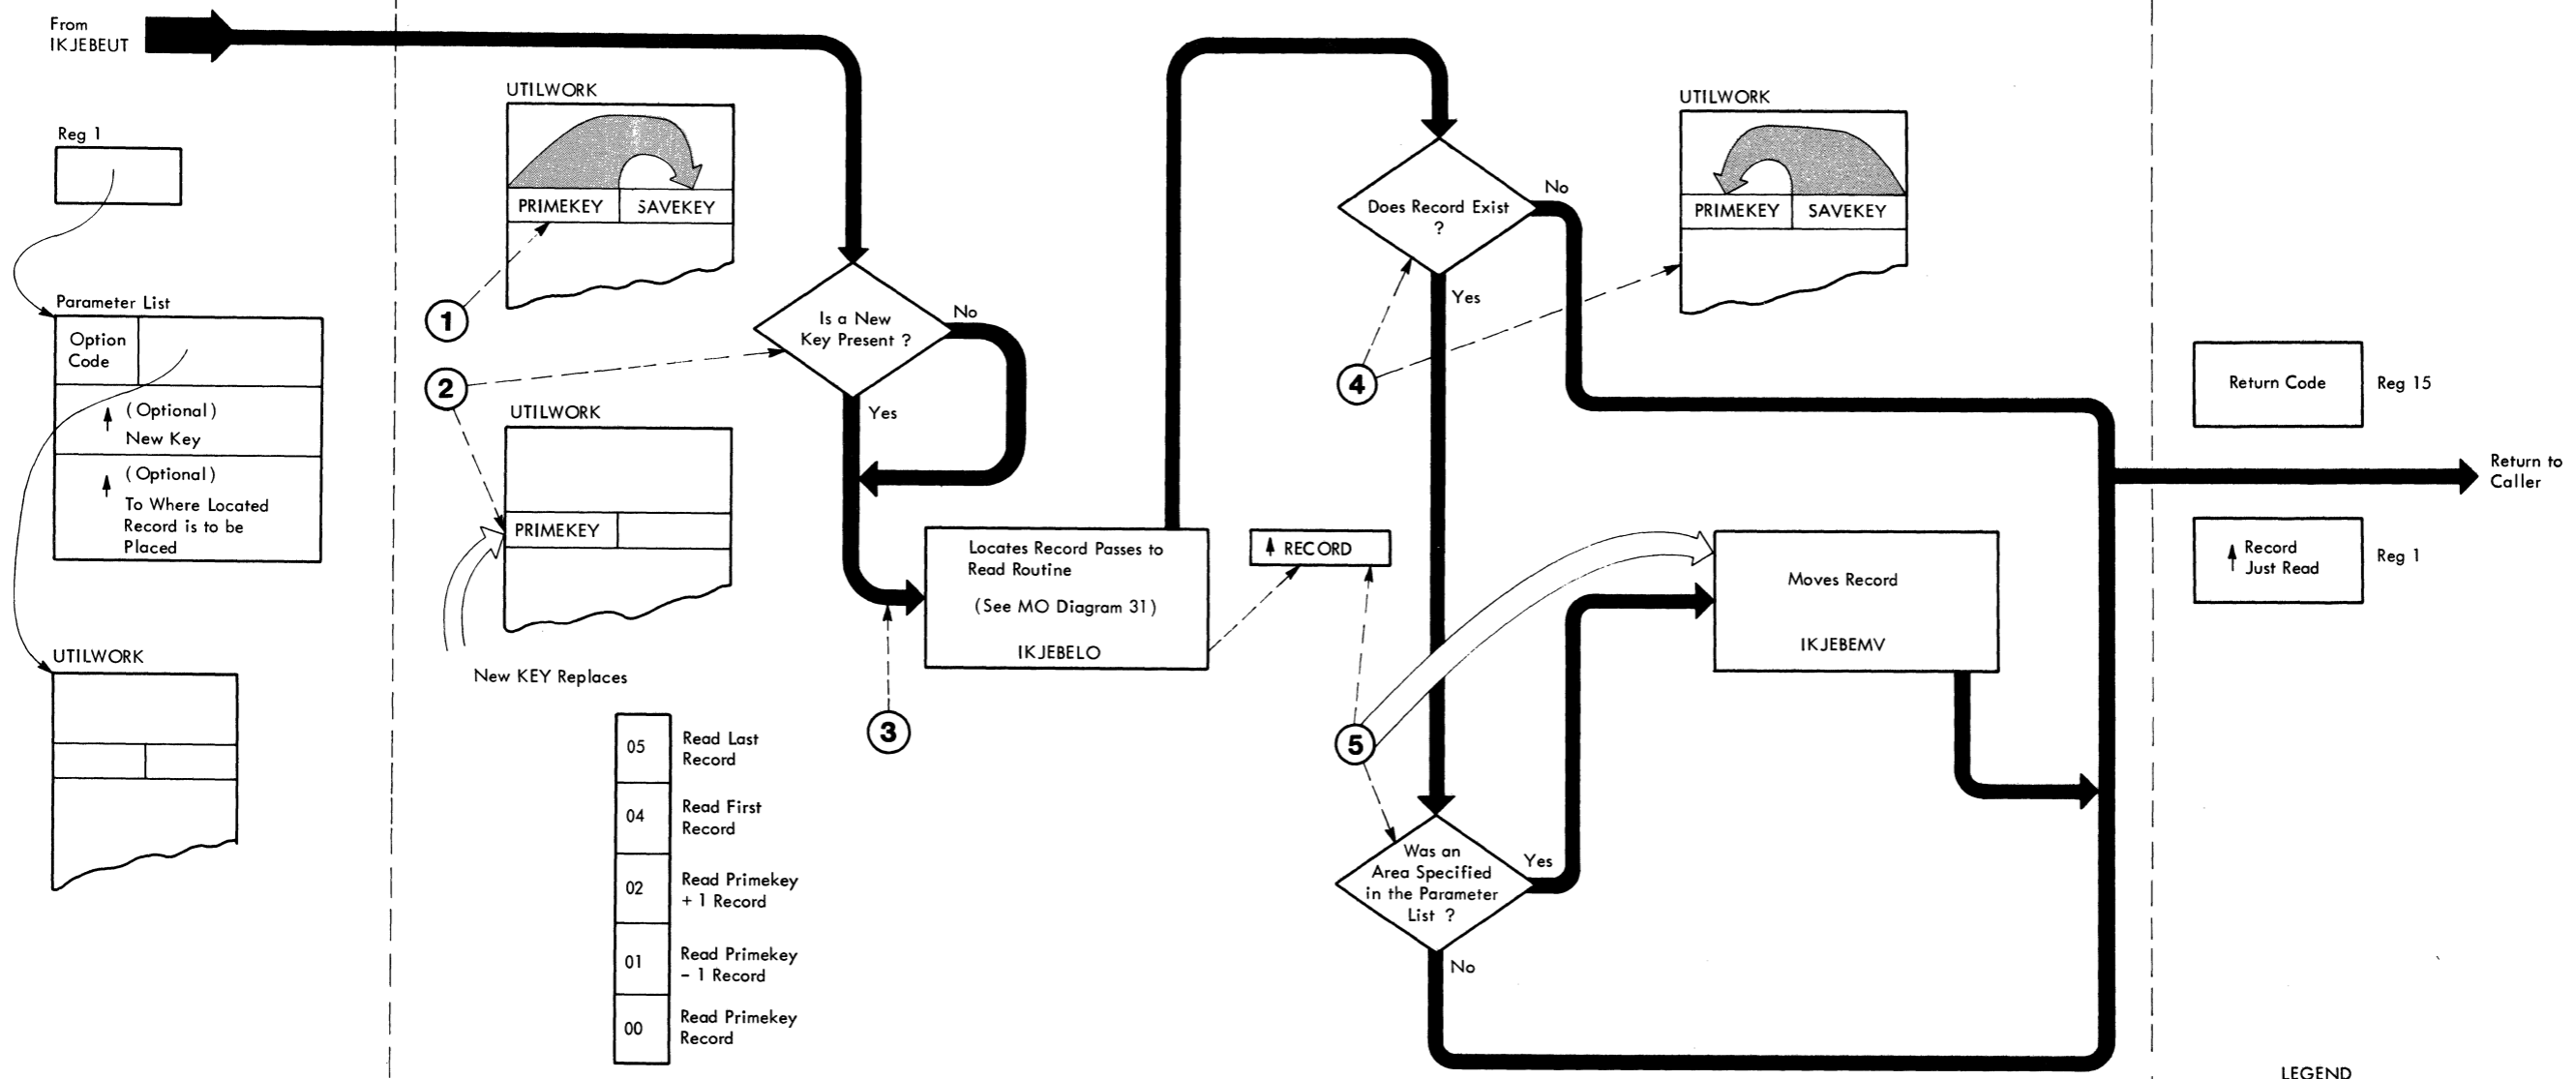 From
IKJEBEUT
Reg 1
Parameter List
Option
Code
(Optional)
New Key
(Optional)
To Where Located
Record is to be
Placed
UTILWORK
UTILWORK
PRIMEKEY
SAVEKEY
1
2
UTILWORK
PRIMEKEY
New KEY Replaces
05
Read Last
Record
04
Read First
Record
02
Read Primekey
+ 1 Record
01
Read Primekey
- 1 Record
00
Read Primekey
Record
Is a New
Key Present ?
No
Yes
3
Locates Record Passes to
Read Routine
(See MO Diagram 31)
IKJEBELO
RECORD
Does Record Exist
?
No
Yes
4
UTILWORK
PRIMEKEY
SAVEKEY
5
Moves Record
IKJEBEMV
Was an
Area Specified
in the Parameter
List ?
Yes
No
Return Code
Reg 15
Return to
Caller
Record
Just Read
Reg 1
LEGEND